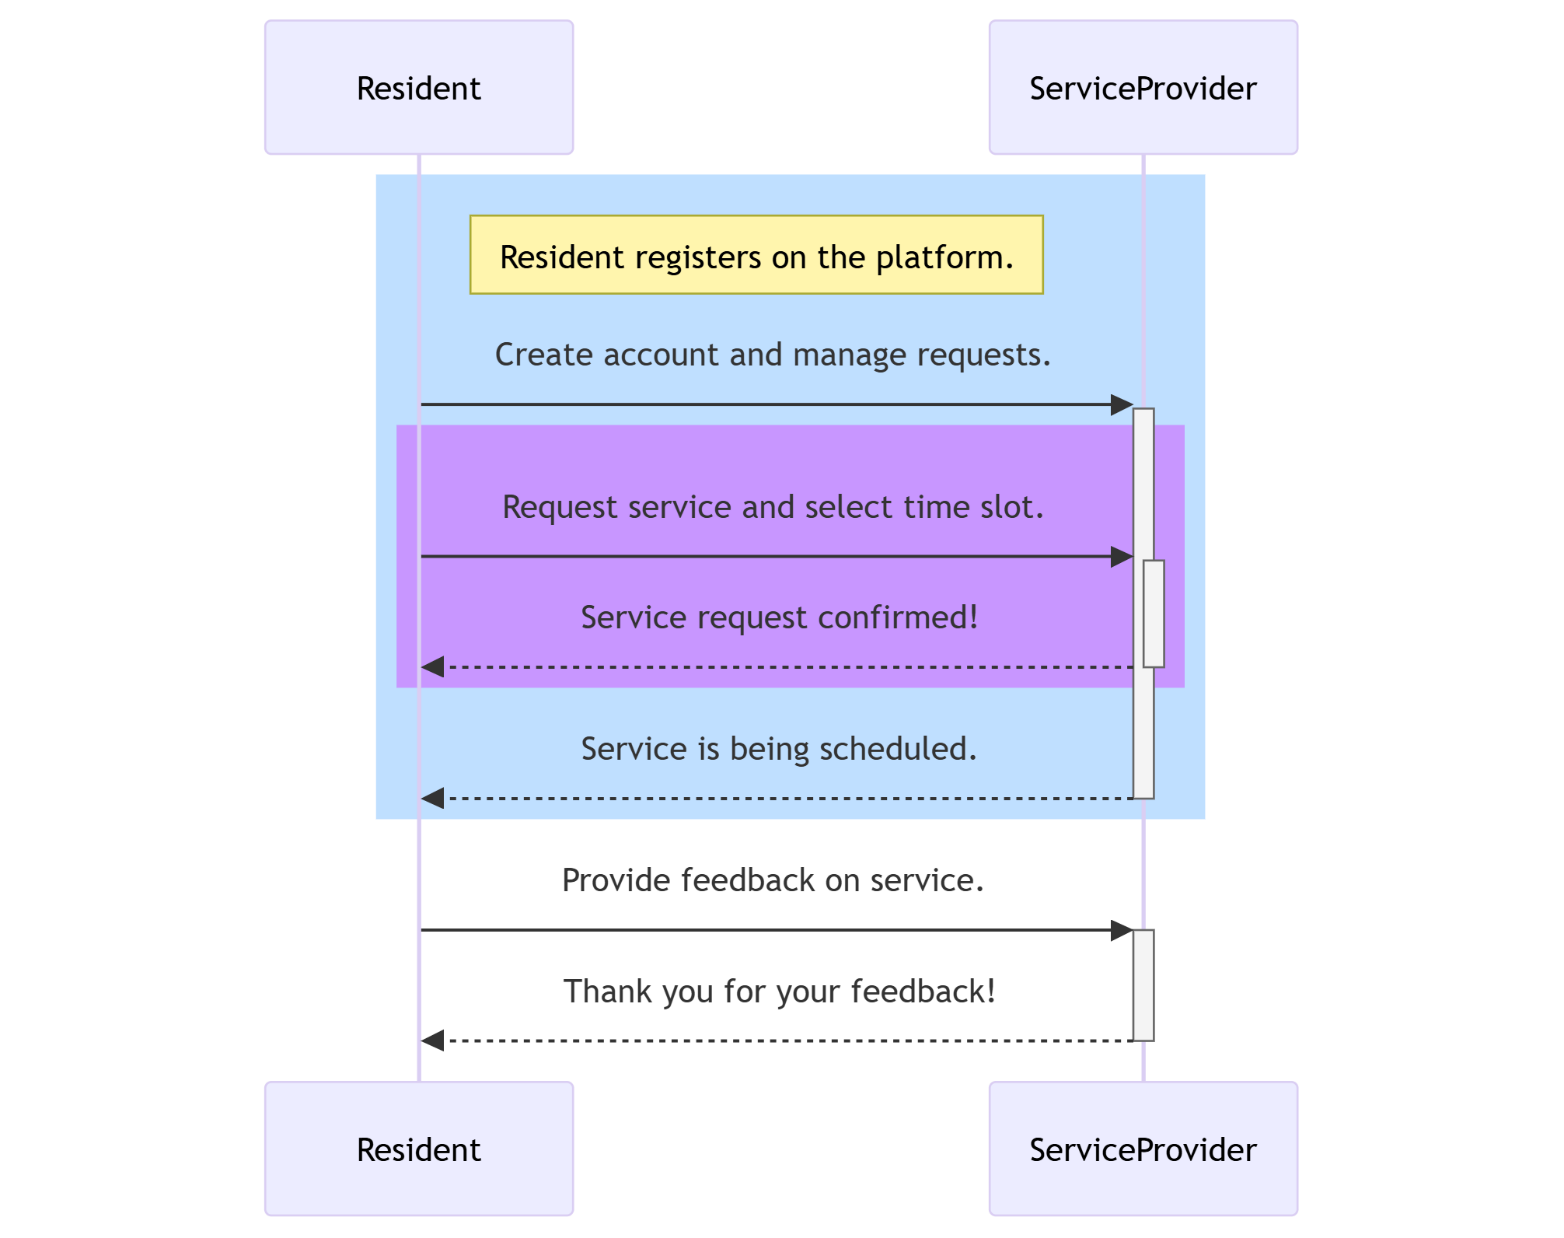 Resident
ServiceProvider
Resident registers on the platform.
Create account and manage requests.
Request service and select time slot.
Service request confirmed!
Service is being scheduled.
Provide feedback on service.
Thank you for your feedback!
Resident
ServiceProvider